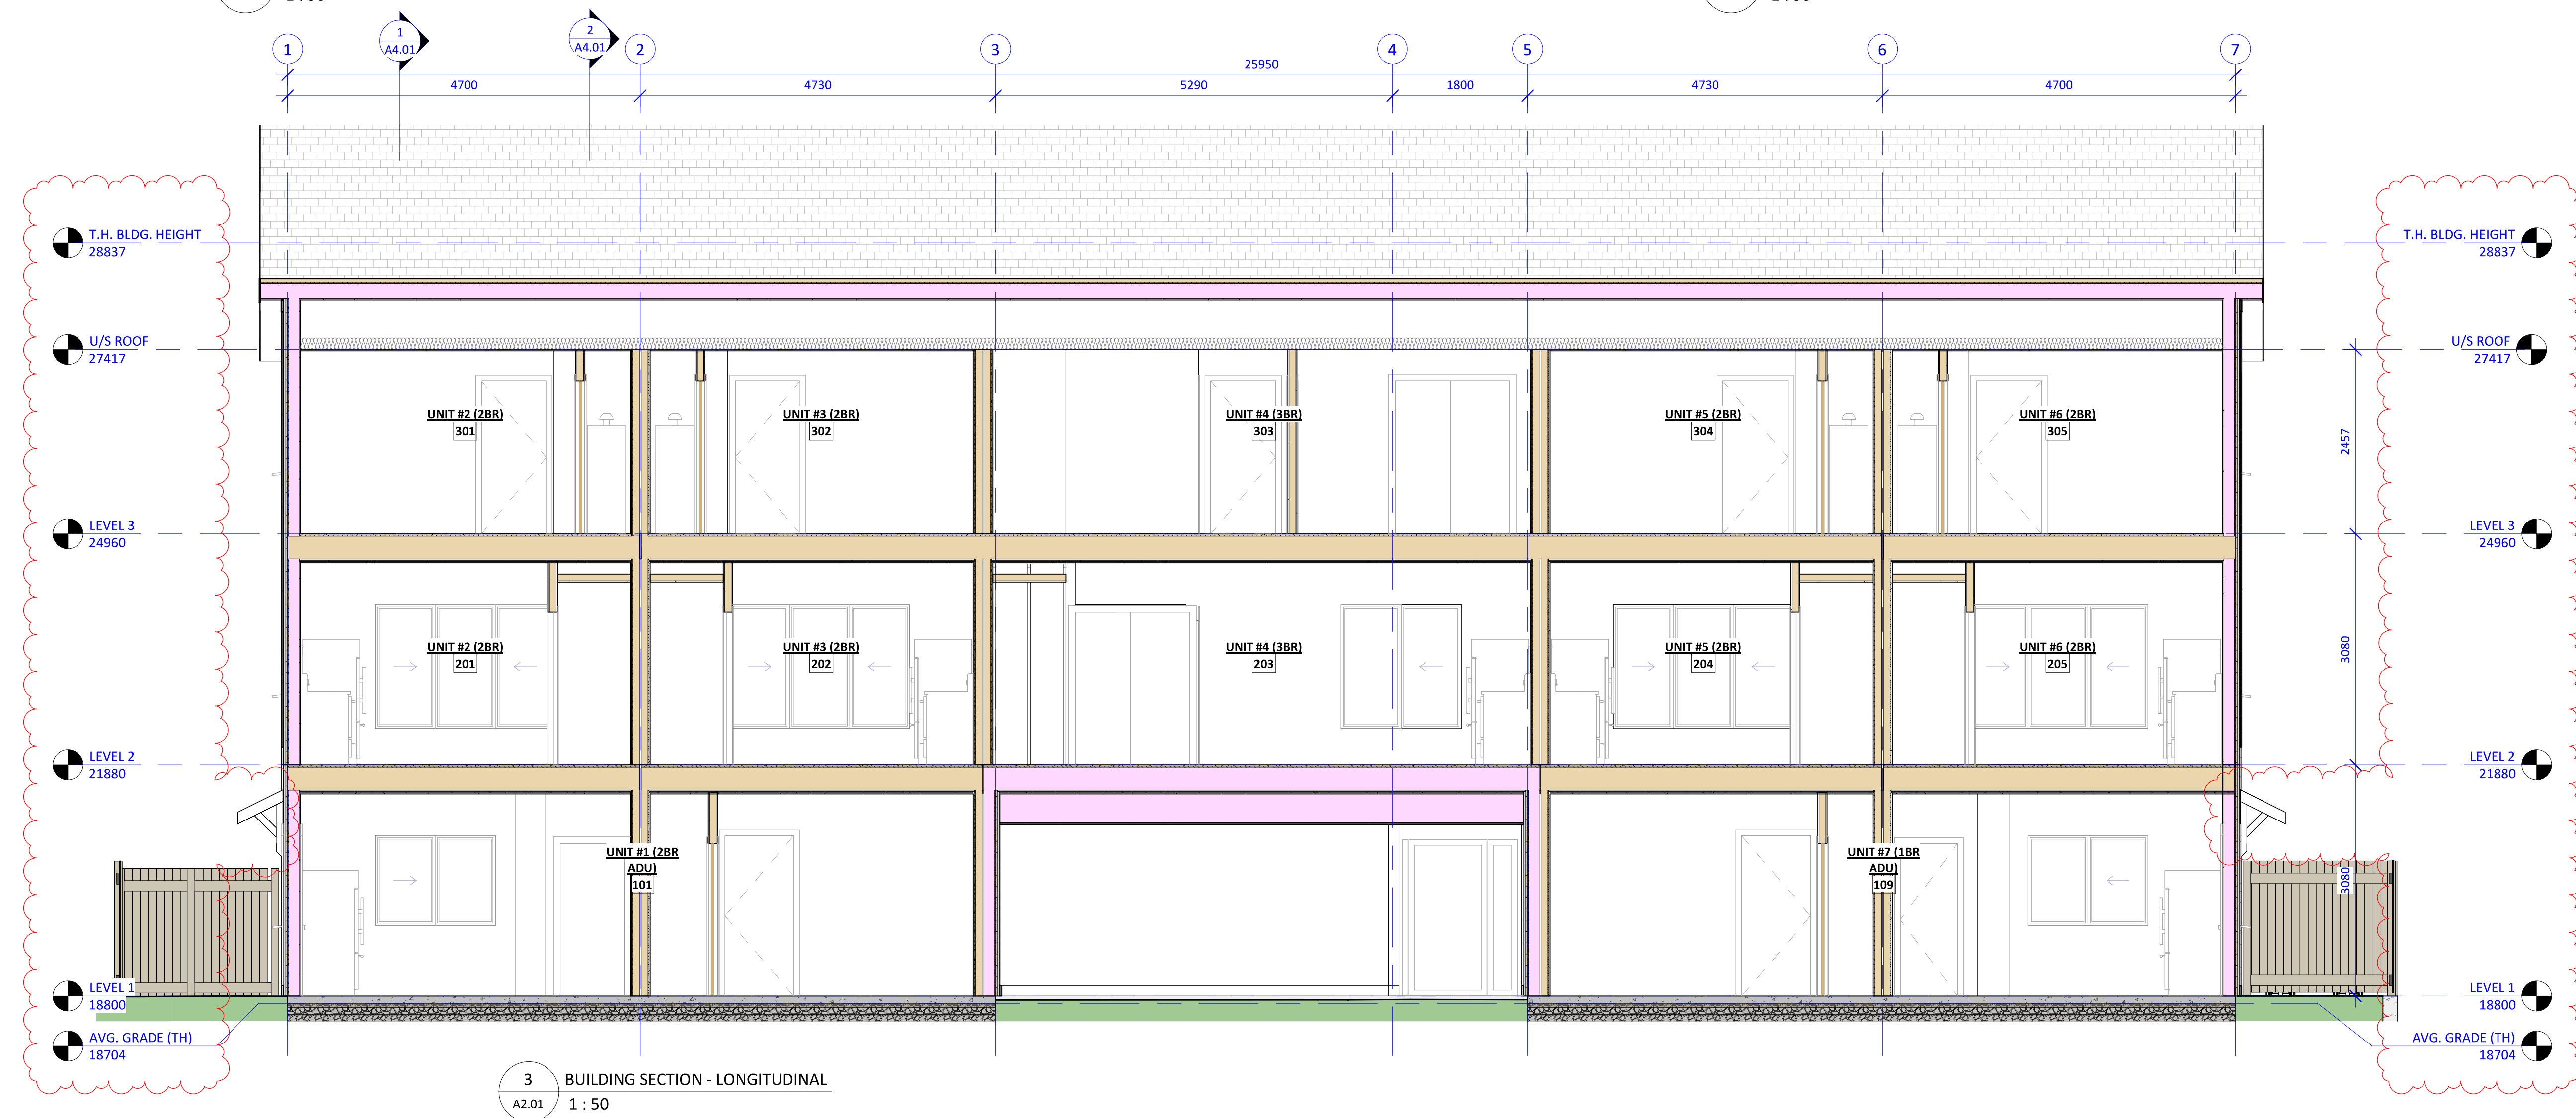 1
A4.01
2
A4.01
1
2
3
4
5
6
7
25950
4700
4730
5290
1800
4730
4700
T.H. BLDG. HEIGHT
28837
T.H. BLDG. HEIGHT
28837
U/S ROOF
27417
U/S ROOF
27417
UNIT #2 (2BR)
301
UNIT #3 (2BR)
302
UNIT #4 (3BR)
303
UNIT #5 (2BR)
304
UNIT #6 (2BR)
305
2457
LEVEL 3
24960
LEVEL 3
24960
UNIT #2 (2BR)
201
UNIT #3 (2BR)
202
UNIT #4 (3BR)
203
UNIT #5 (2BR)
204
UNIT #6 (2BR)
205
3080
LEVEL 2
21880
LEVEL 2
21880
UNIT #1 (2BR
ADU)
101
UNIT #7 (1BR
ADU)
109
3080
LEVEL 1
18800
LEVEL 1
18800
AVG. GRADE (TH)
18704
AVG. GRADE (TH)
18704
3
A2.01
BUILDING SECTION - LONGITUDINAL
1 : 50